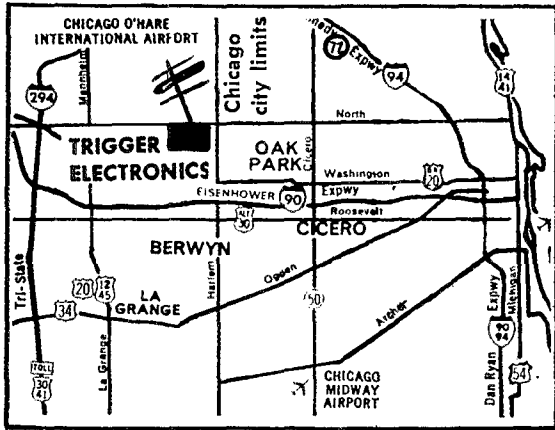 CHICAGO O'HARE
INTERNATIONAL AIRPORT
Chicago
city limits
Mannheim
Expwy
94
14
41
294
North
TRIGGER
ELECTRONICS
OAK
PARK
Cicero
Washington
20
EISENHOWER
90
Expwy
Roosevelt
ALT
30
CICERO
BERWYN
Harlem
Ogden
Tri-State
20
12
45
34
LA
GRANGE
50
Archer
Expwy
Michigan
90
94
TOLL
La Grange
CHICAGO
MIDWAY
AIRPORT
Dan Ryan
54